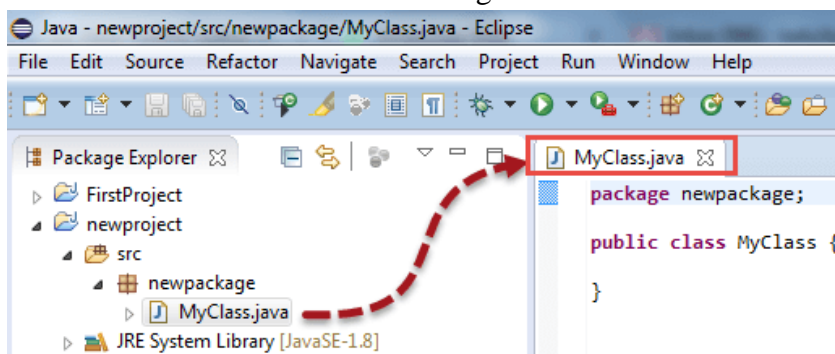 Java - newproject/src/newpackage/MyClass.java - Eclipse
File Edit Source Refactor Navigate Search Project Run Window Help
Package Explorer
MyClass.java
FirstProject
newproject
src
newpackage
MyClass.java
JRE System Library [JavaSE-1.8]
package newpackage;
public class MyClass {
}